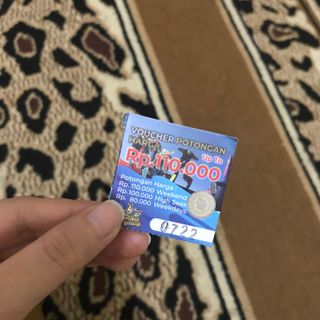 VOUCHER POTONGAN
HARGA
Up To
Rp.110.000
Potongan Harga
Rp. 110.000 Weekend
Rp.100.000 High Seas
Rp. 80.000 Weekdays
0722